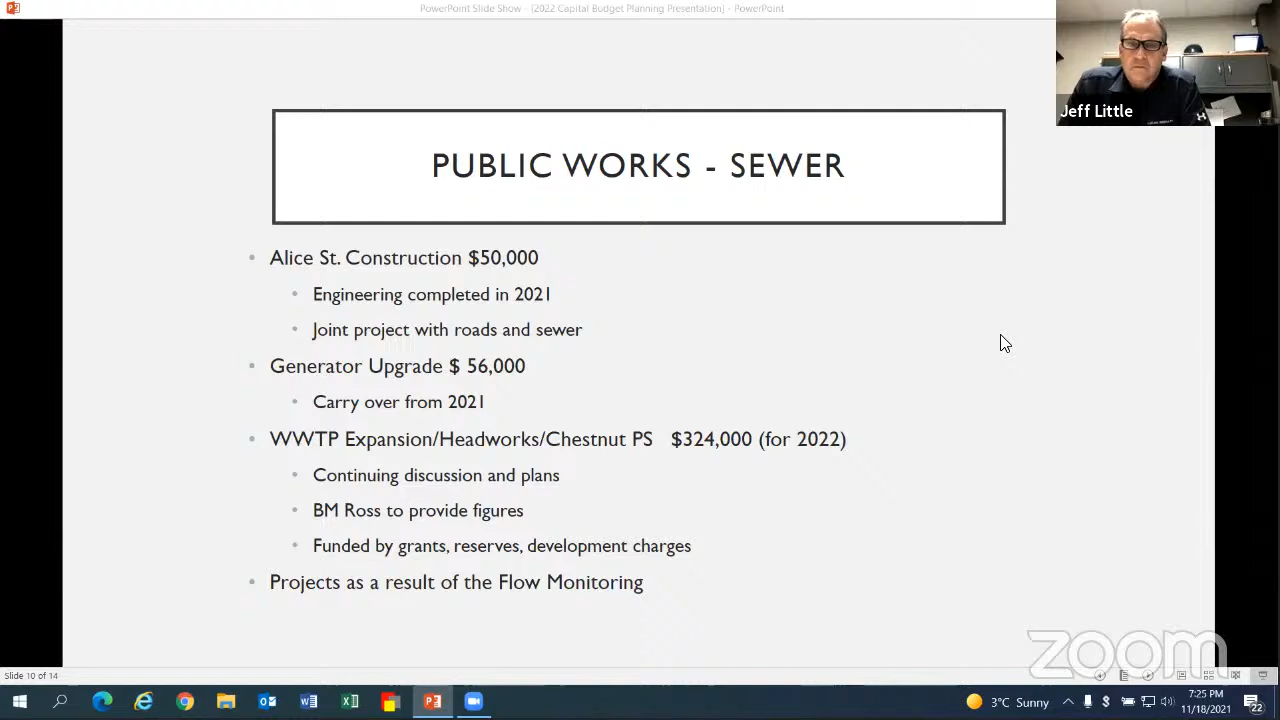 PowerPoint Slide Show - [2022 Capital Budget Planning Presentation] - PowerPoint
Jeff Little
PUBLIC WORKS - SEWER
• Alice St. Construction $50,000
• Engineering completed in 2021
• Joint project with roads and sewer
• Generator Upgrade $ 56,000
• Carry over from 2021
• WWTP Expansion/Headworks/Chestnut PS $324,000 (for 2022)
• Continuing discussion and plans
• BM Ross to provide figures
• Funded by grants, reserves, development charges
• Projects as a result of the Flow Monitoring
zoom
Slide 10 of 14
3°C Sunny
7:25 PM
11/18/2021
22